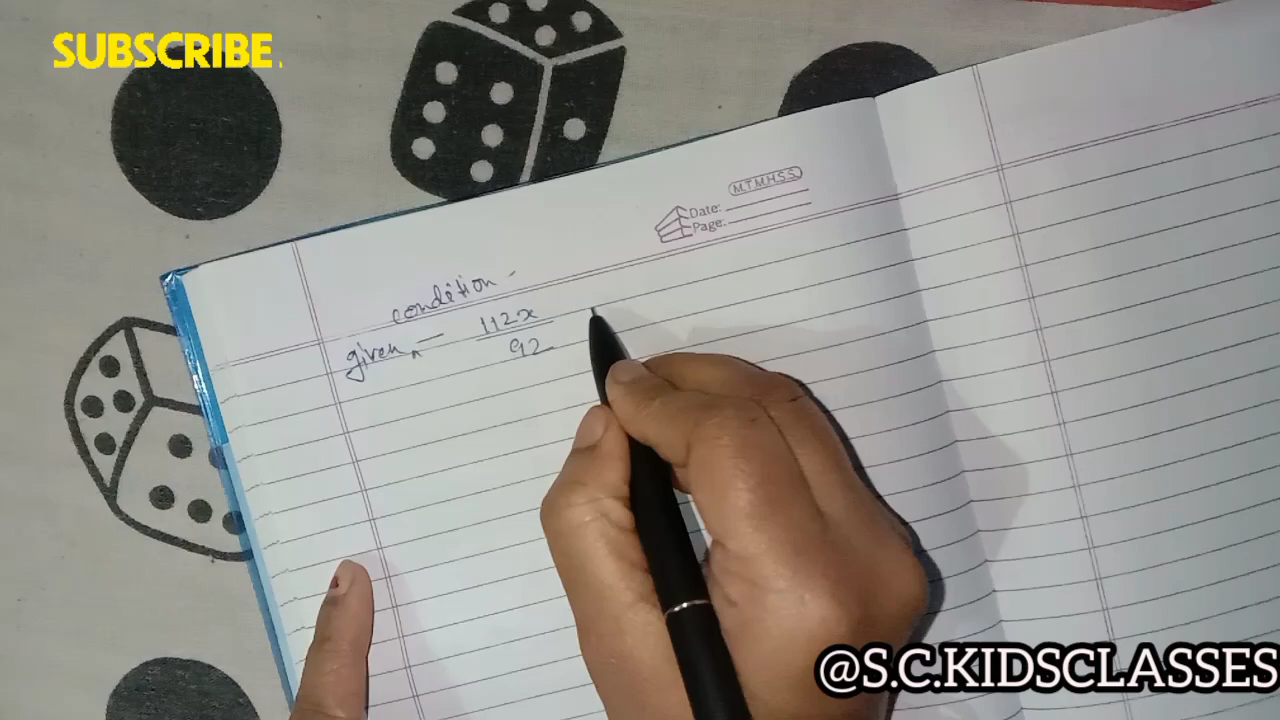 SUBSCRIBE.
M.T.M.H.S.S.
Date:
Page:
condition -
given -
112x
92
@S.C.KIDSCLASSES